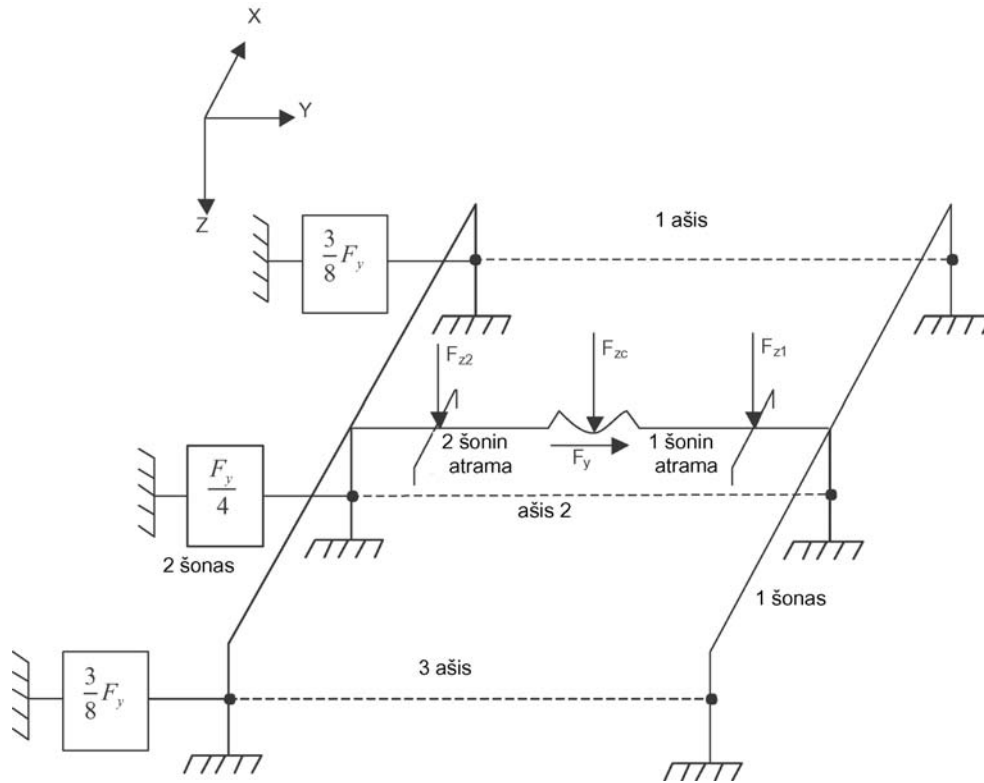 X
Y
Z
3/8 F_y
1 ašis
F_z2
F_zc
F_z1
2 šonin
atrama
F_y
1 šonin
atrama
F_y/4
ašis 2
2 šonas
1 šonas
3/8 F_y
3 ašis